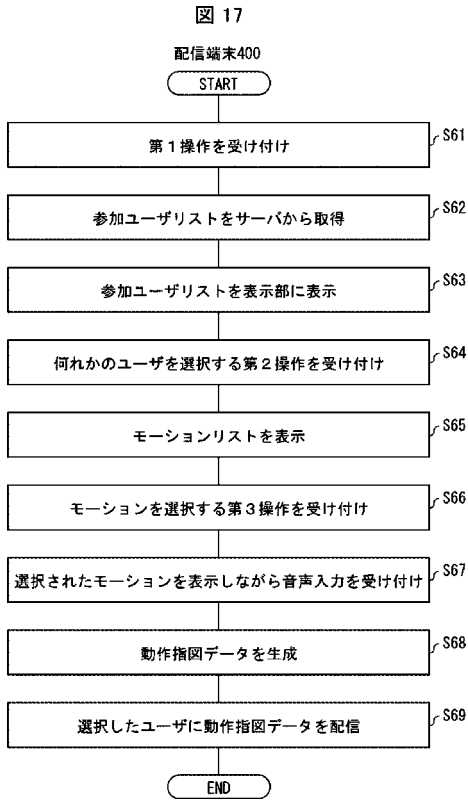 図 17
配信端末400
START
第1操作を受け付け
S61
参加ユーザリストをサーバから取得
S62
参加ユーザリストを表示部に表示
S63
何れかのユーザを選択する第2操作を受け付け
S64
モーションリストを表示
S65
モーションを選択する第3操作を受け付け
S66
選択されたモーションを表示しながら音声入力を受け付け
S67
動作指図データを生成
S68
選択したユーザに動作指図データを配信
S69
END